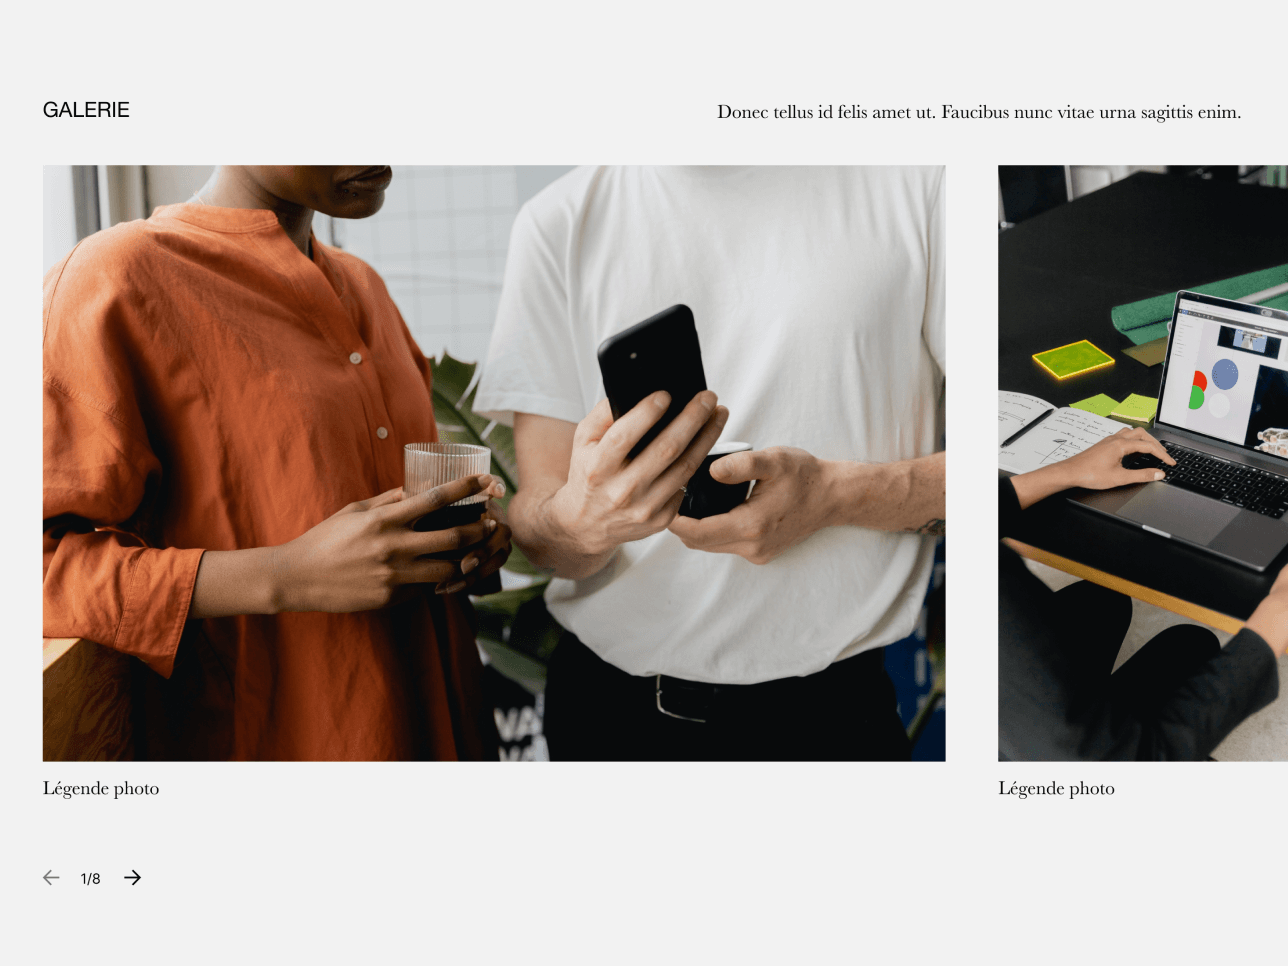 GALERIE
Donec tellus id felis amet ut. Faucibus nunc vitae urna sagittis enim.
Légende photo
Légende photo
1/8